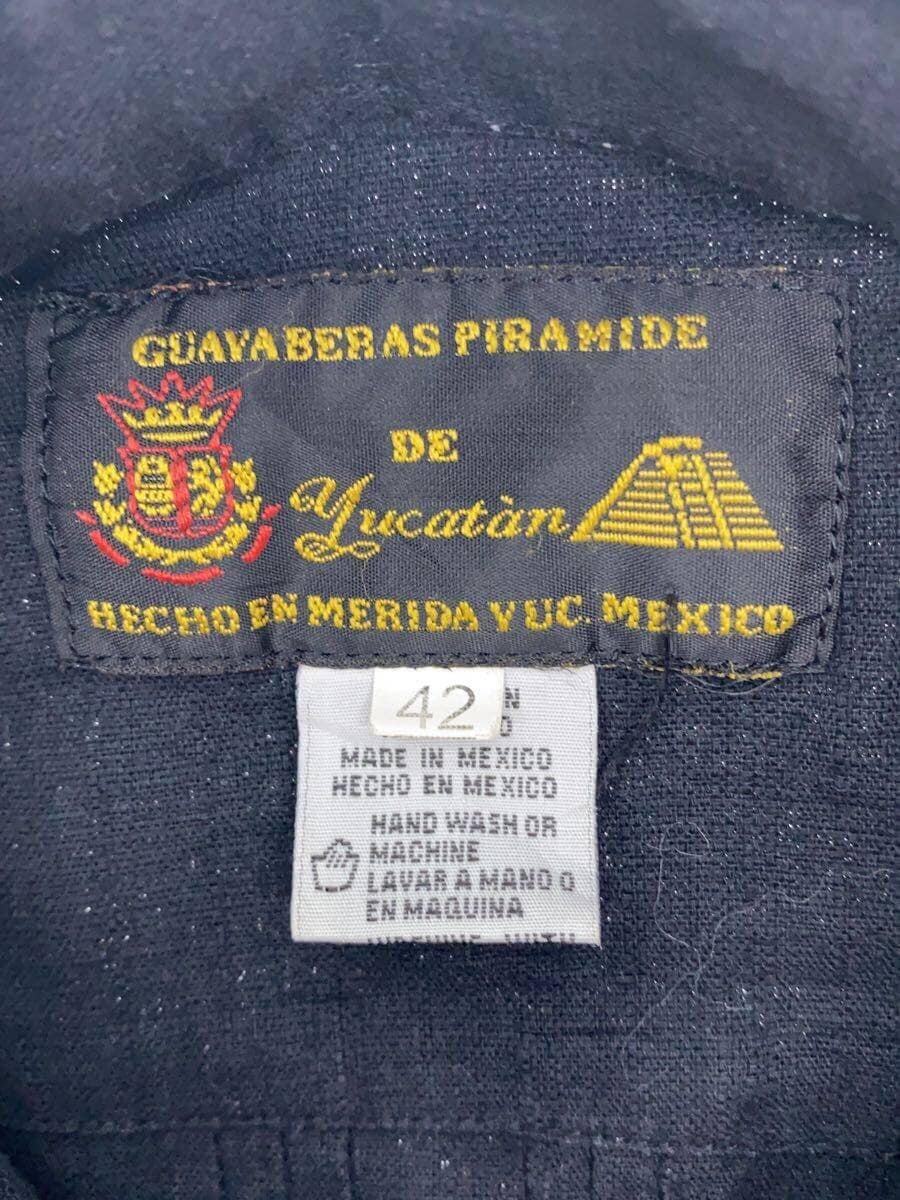 GUAYABERAS PIRAMIDE
DE
Yucatàn
HECHO EN MERIDA YUC. MEXICO
42
N
O
MADE IN MEXICO
HECHO EN MEXICO
HAND WASH OR
MACHINE
LAVAR A MANO O
EN MAQUINA